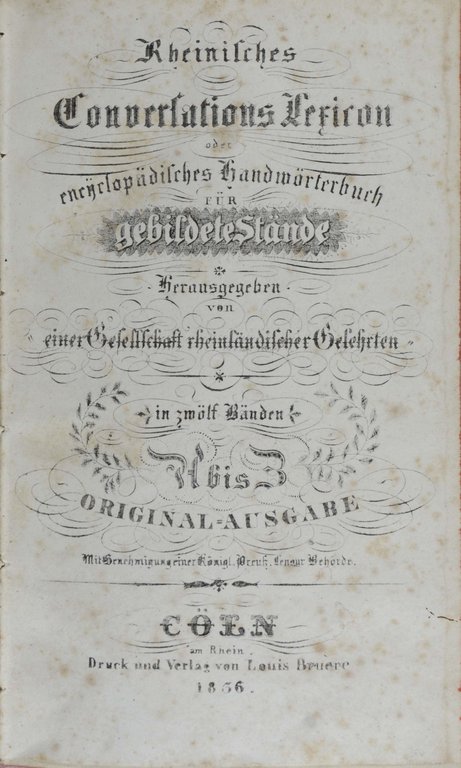 Rheinisches
Conversations Lexicon
oder
encÿclopädisches Handwörterbuch
FÜR
gebildete Stände
Herausgegeben
von
einer Gesellschaft rheinländischer Gelehrten
in zwölf Bänden
A bis Z
ORIGINAL-AUSGABE
Mit Genehmigung einer Königl. Preuß. Censur Behörde.
CÖLN
am Rhein.
Druck und Verlag von Louis Bruere
1836.